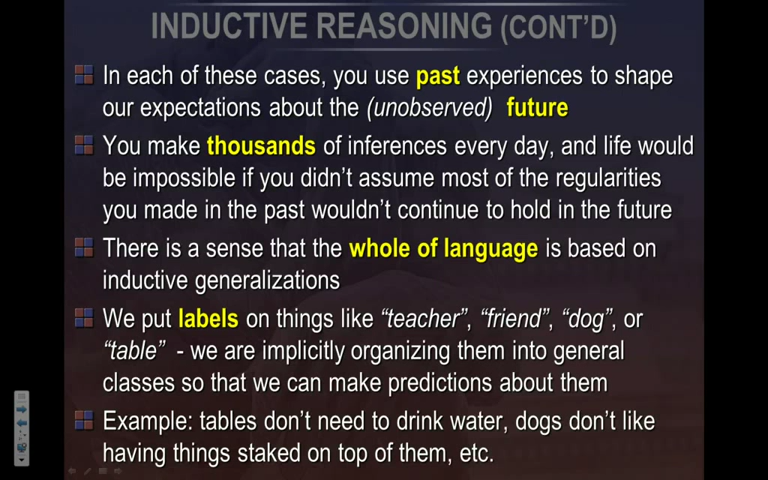 INDUCTIVE REASONING (CONT'D)
In each of these cases, you use past experiences to shape
our expectations about the (unobserved) future
You make thousands of inferences every day, and life would
be impossible if you didn't assume most of the regularities
you made in the past wouldn't continue to hold in the future
There is a sense that the whole of language is based on
inductive generalizations
We put labels on things like "teacher", "friend", "dog", or
"table" - we are implicitly organizing them into general
classes so that we can make predictions about them
Example: tables don't need to drink water, dogs don't like
having things staked on top of them, etc.